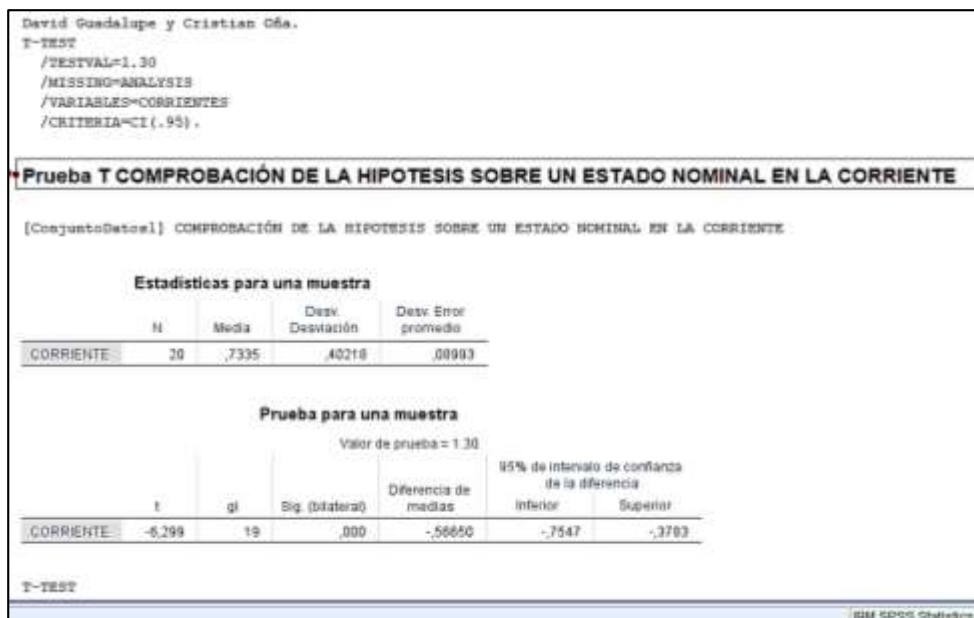 David Guadalupe y Cristian Oña.
T-TEST
/TESTVAL=1.30
/MISSING=ANALYSIS
/VARIABLES=CORRIENTES
/CRITERIA=CI(.95).
Prueba T COMPROBACIÓN DE LA HIPOTESIS SOBRE UN ESTADO NOMINAL EN LA CORRIENTE
[ConjuntoDatos1] COMPROBACIÓN DE LA HIPOTESIS SOBRE UN ESTADO NOMINAL EN LA CORRIENTE
Estadísticas para una muestra
N Media Desv. Desviación Desv. Error promedio
CORRIENTE 20 ,7335 ,40218 ,08993
Prueba para una muestra
Valor de prueba = 1.30
95% de intervalo de confianza de la diferencia
t gl Sig. (bilateral) Diferencia de medias Inferior Superior
CORRIENTE -6,299 19 ,000 -,56650 -,7547 -,3783
T-TEST
IBM SPSS Statistics